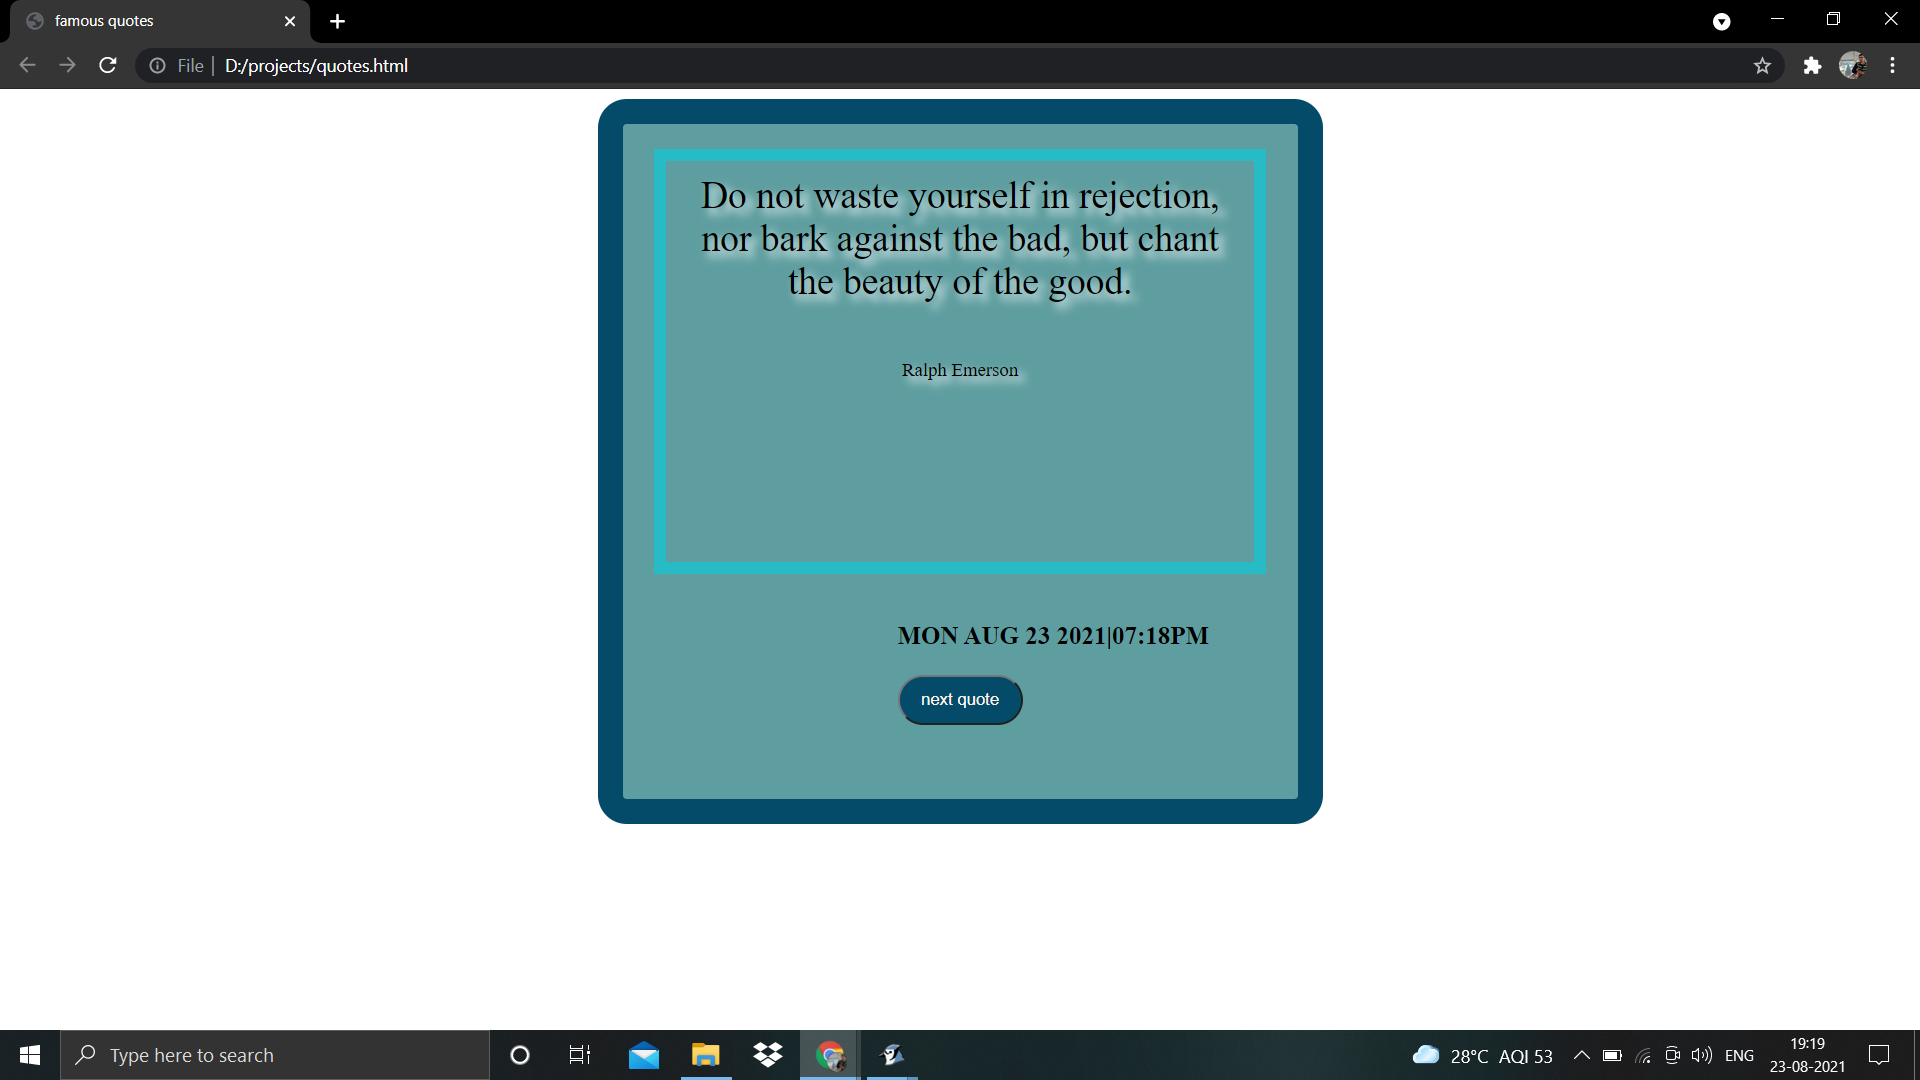 famous quotes
File | D:/projects/quotes.html
Do not waste yourself in rejection,
nor bark against the bad, but chant
the beauty of the good.
Ralph Emerson
MON AUG 23 2021|07:18PM
next quote
Type here to search
28°C AQI 53
ENG
19:19
23-08-2021